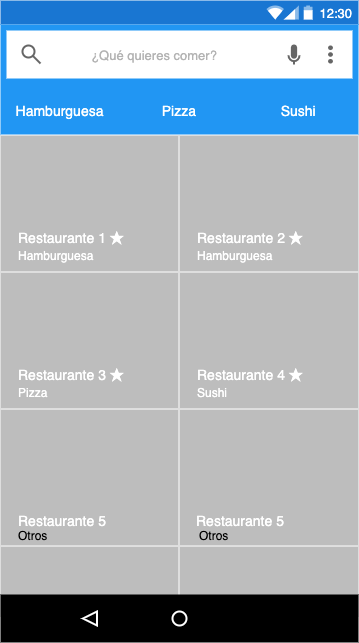 12:30
¿Qué quieres comer?
Hamburguesa Pizza Sushi
Restaurante 1 Restaurante 2
Hamburguesa Hamburguesa
Restaurante 3 Restaurante 4
Pizza Sushi
Restaurante 5 Restaurante 5
Otros Otros